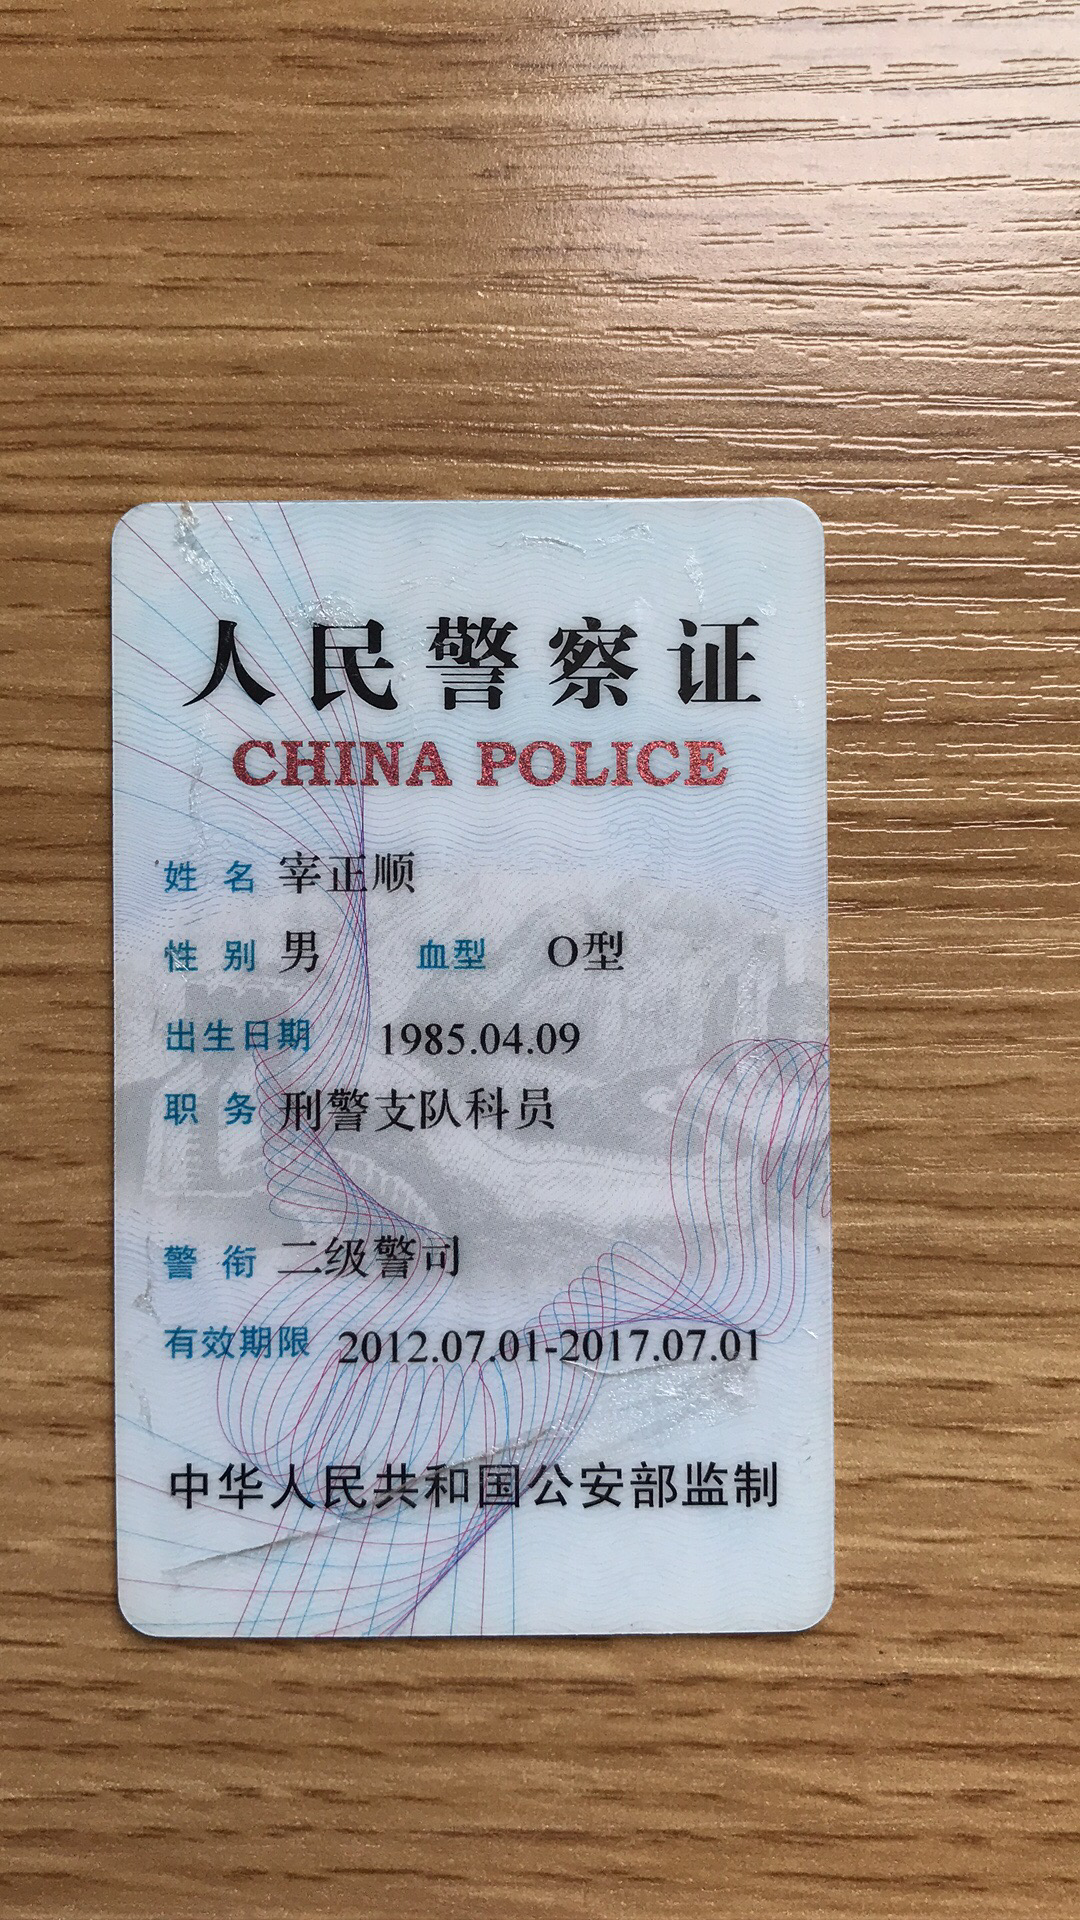 人民警察证
CHINA POLICE
姓名 宰正顺
性别 男 血型 O型
出生日期 1985.04.09
职务 刑警支队科员
警衔 二级警司
有效期限 2012.07.01-2017.07.01
中华人民共和国公安部监制